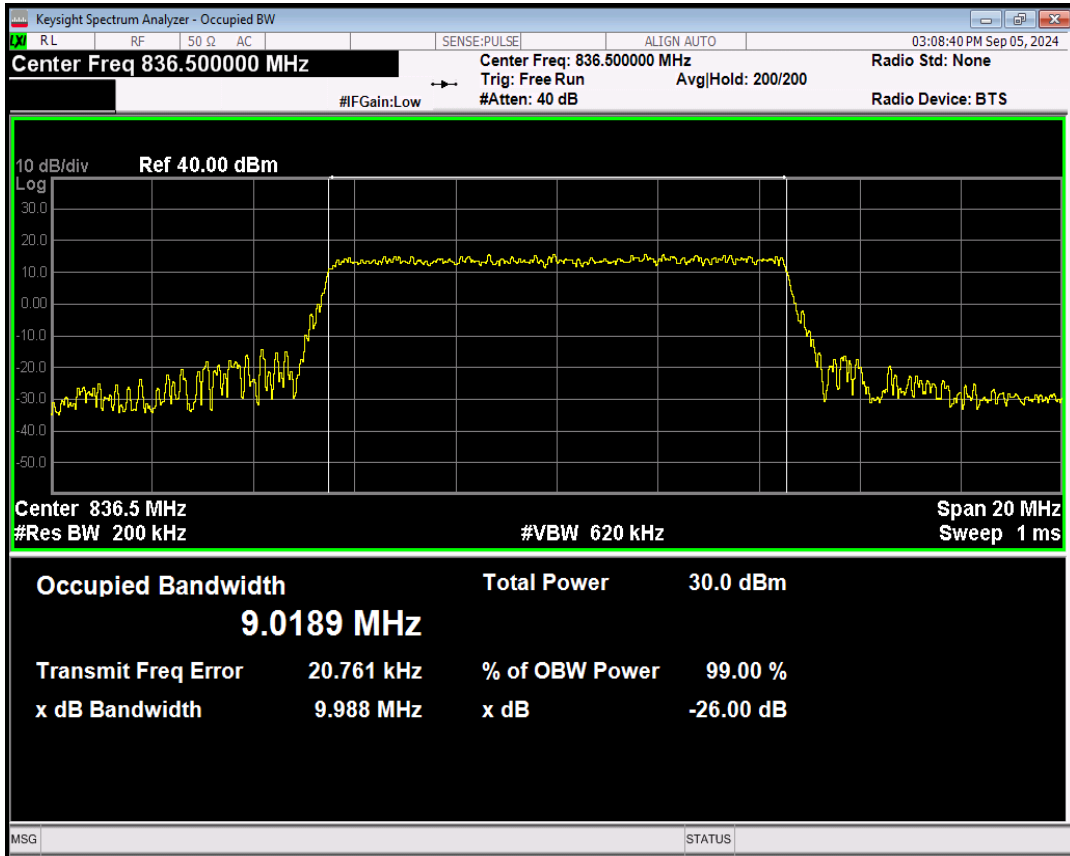 Keysight Spectrum Analyzer - Occupied BW
LXI RL RF 50 Ω AC SENSE:PULSE ALIGN AUTO 03:08:40 PM Sep 05, 2024
Center Freq 836.500000 MHz Center Freq: 836.500000 MHz Radio Std: None
Trig: Free Run Avg|Hold: 200/200
#IFGain:Low #Atten: 40 dB Radio Device: BTS
10 dB/div Ref 40.00 dBm
Log
30.0
20.0
10.0
0.00
-10.0
-20.0
-30.0
-40.0
-50.0
Center 836.5 MHz Span 20 MHz
#Res BW 200 kHz #VBW 620 kHz Sweep 1 ms
Occupied Bandwidth Total Power 30.0 dBm
9.0189 MHz
Transmit Freq Error 20.761 kHz % of OBW Power 99.00 %
x dB Bandwidth 9.988 MHz x dB -26.00 dB
MSG STATUS